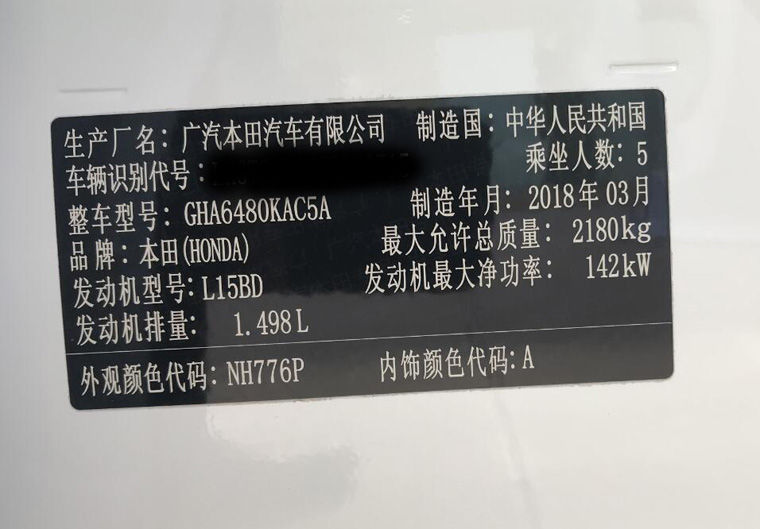 生产厂名: 广汽本田汽车有限公司 制造国: 中华人民共和国
车辆识别代号: 乘坐人数: 5
整车型号: GHA6480KAC5A 制造年月: 2018年03月
品牌: 本田(HONDA) 最大允许总质量: 2180kg
发动机型号: L15BD 发动机最大净功率: 142kW
发动机排量: 1.498L
外观颜色代码: NH776P 内饰颜色代码: A